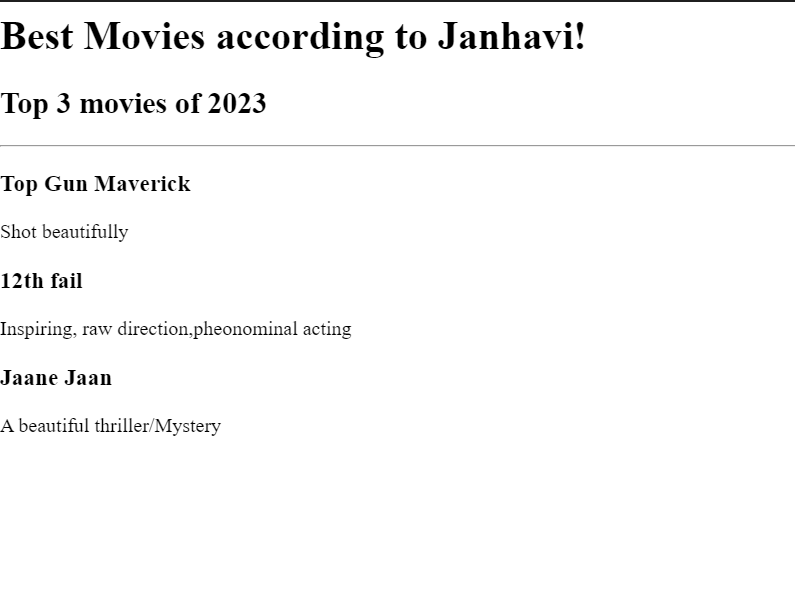 Best Movies according to Janhavi!
Top 3 movies of 2023
Top Gun Maverick
Shot beautifully
12th fail
Inspiring, raw direction,pheonominal acting
Jaane Jaan
A beautiful thriller/Mystery